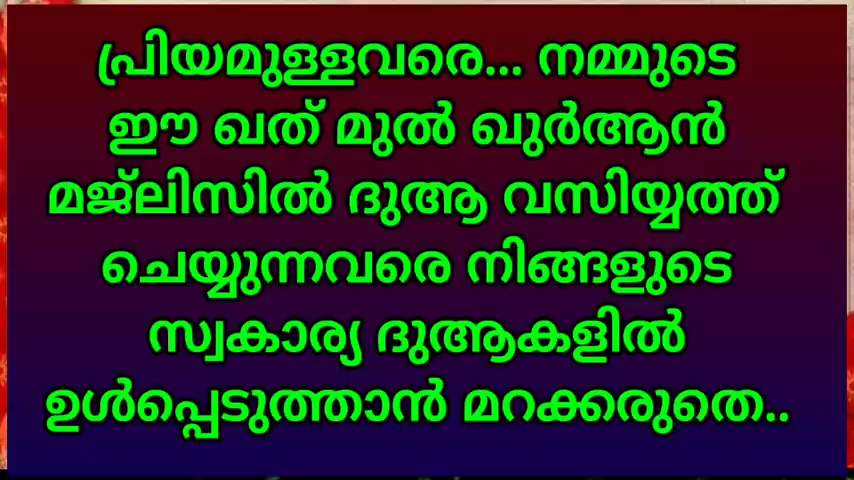 പ്രിയമുള്ളവരെ... നമ്മുടെ
ഈ ഖത് മുൽ ഖുർആൻ
മജ്‌ലിസിൽ ദുആ വസിയ്യത്ത്
ചെയ്യുന്നവരെ നിങ്ങളുടെ
സ്വകാര്യ ദുആകളിൽ
ഉൾപ്പെടുത്താൻ മറക്കരുതെ..